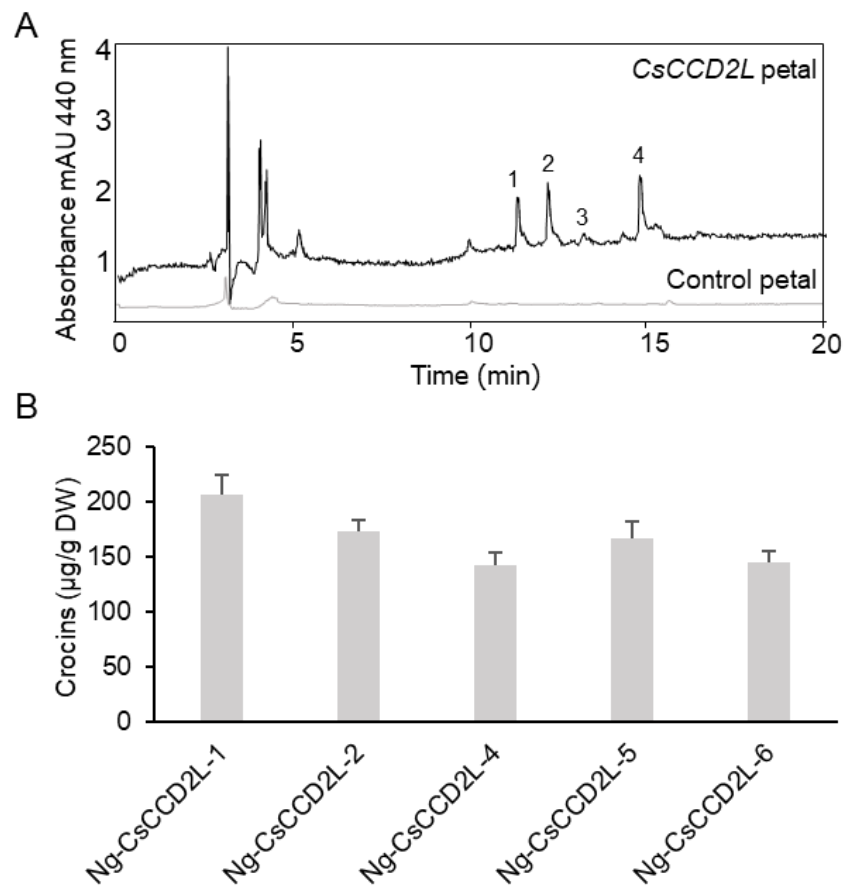 A
Absorbance mAU 440 nm
4
3
2
1
CsCCD2L petal
1
2
3
4
Control petal
0 5 10 15 20
Time (min)
B
Crocins (µg/g DW)
250
200
150
100
50
0
Ng-CsCCD2L-1
Ng-CsCCD2L-2
Ng-CsCCD2L-4
Ng-CsCCD2L-5
Ng-CsCCD2L-6